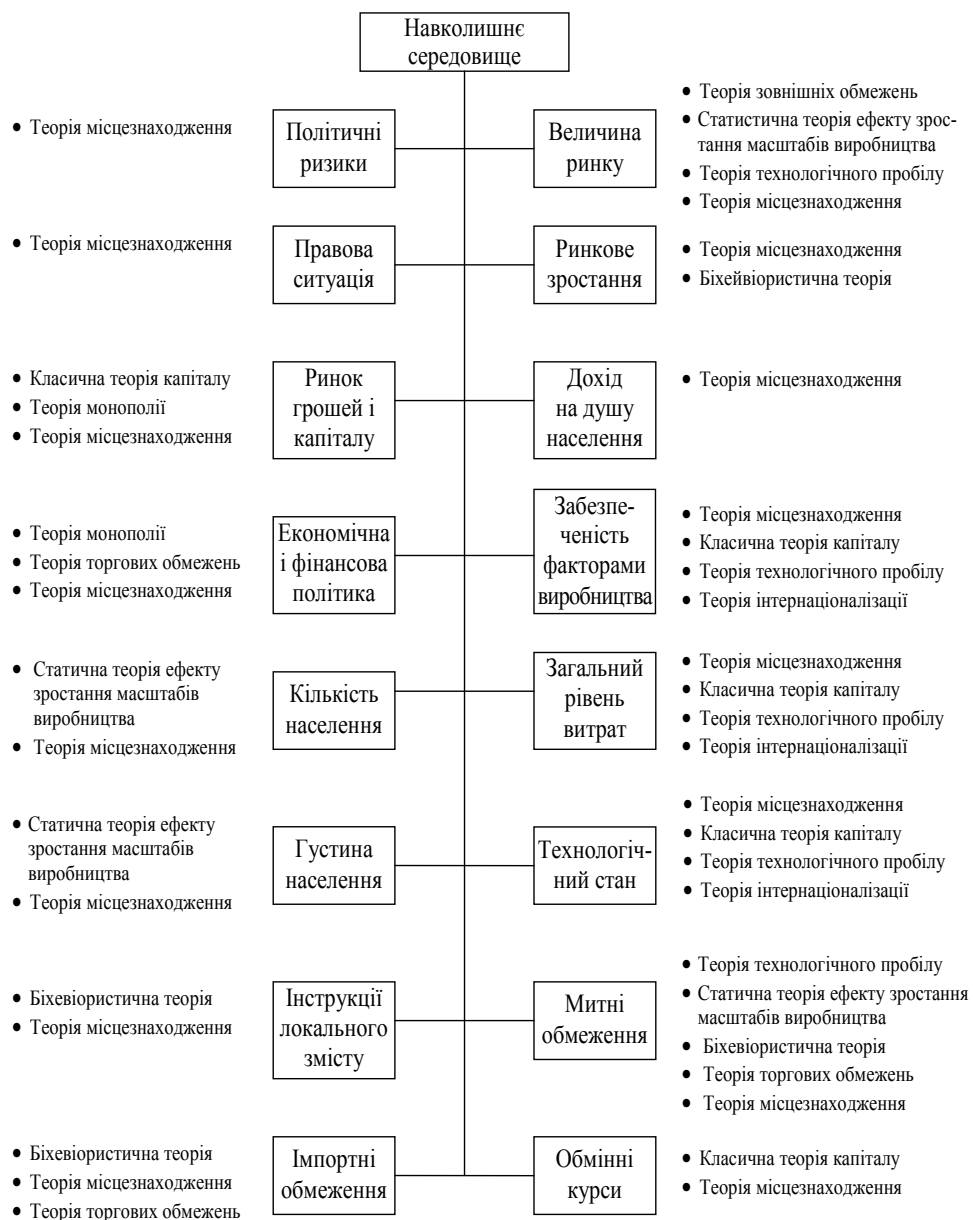 Навколишнє
середовище
• Теорія місцезнаходження
Політичні
ризики
Величина
ринку
• Теорія зовнішніх обмежень
• Статистична теорія ефекту зрос-
тання масштабів виробництва
• Теорія технологічного пробілу
• Теорія місцезнаходження
• Теорія місцезнаходження
Правова
ситуація
Ринкове
зростання
• Теорія місцезнаходження
• Біхейвіористична теорія
• Класична теорія капіталу
• Теорія монополії
• Теорія місцезнаходження
Ринок
грошей і
капіталу
Дохід
на душу
населення
• Теорія місцезнаходження
• Теорія монополії
• Теорія торгових обмежень
• Теорія місцезнаходження
Економічна
і фінансова
політика
Забезпе-
ченість
факторами
виробництва
• Теорія місцезнаходження
• Класична теорія капіталу
• Теорія технологічного пробілу
• Теорія інтернаціоналізації
• Статична теорія ефекту
зростання масштабів
виробництва
• Теорія місцезнаходження
Кількість
населення
Загальний
рівень
витрат
• Теорія місцезнаходження
• Класична теорія капіталу
• Теорія технологічного пробілу
• Теорія інтернаціоналізації
• Статична теорія ефекту
зростання масштабів
виробництва
• Теорія місцезнаходження
Густина
населення
Технологіч-
ний стан
• Теорія місцезнаходження
• Класична теорія капіталу
• Теорія технологічного пробілу
• Теорія інтернаціоналізації
• Біхевіористична теорія
• Теорія місцезнаходження
Інструкції
локального
змісту
Митні
обмеження
• Теорія технологічного пробілу
• Статична теорія ефекту зростання
масштабів виробництва
• Біхевіористична теорія
• Теорія торгових обмежень
• Теорія місцезнаходження
• Біхевіористична теорія
• Теорія місцезнаходження
• Теорія торгових обмежень
Імпортні
обмеження
Обмінні
курси
• Класична теорія капіталу
• Теорія місцезнаходження